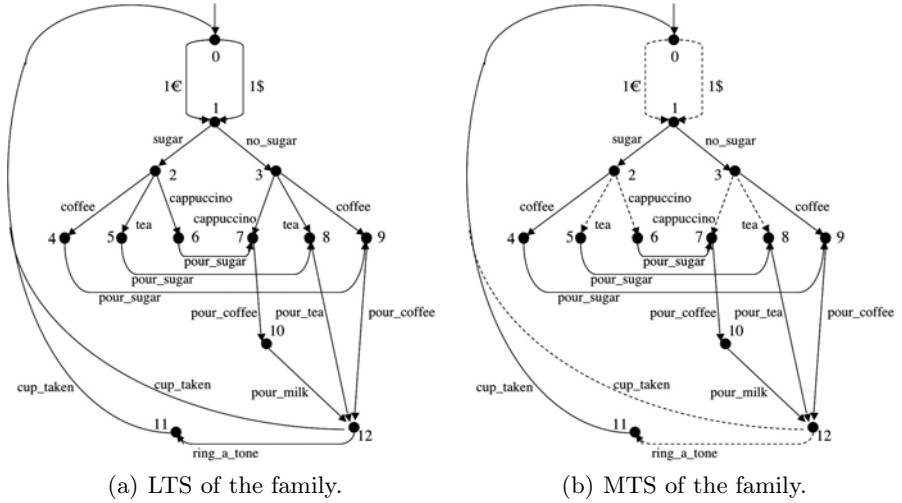 0
1€ 1$
1
sugar no_sugar
2 3
coffee tea cappuccino cappuccino tea coffee
4 5 6 7 8 9
pour_sugar
pour_sugar
pour_sugar
pour_coffee pour_tea pour_coffee
10
pour_milk
cup_taken cup_taken
11 12
ring_a_tone
(a) LTS of the family.
0
1€ 1$
1
sugar no_sugar
2 3
coffee tea cappuccino cappuccino tea coffee
4 5 6 7 8 9
pour_sugar
pour_sugar
pour_sugar
pour_coffee pour_tea pour_coffee
10
pour_milk
cup_taken cup_taken
11 12
ring_a_tone
(b) MTS of the family.